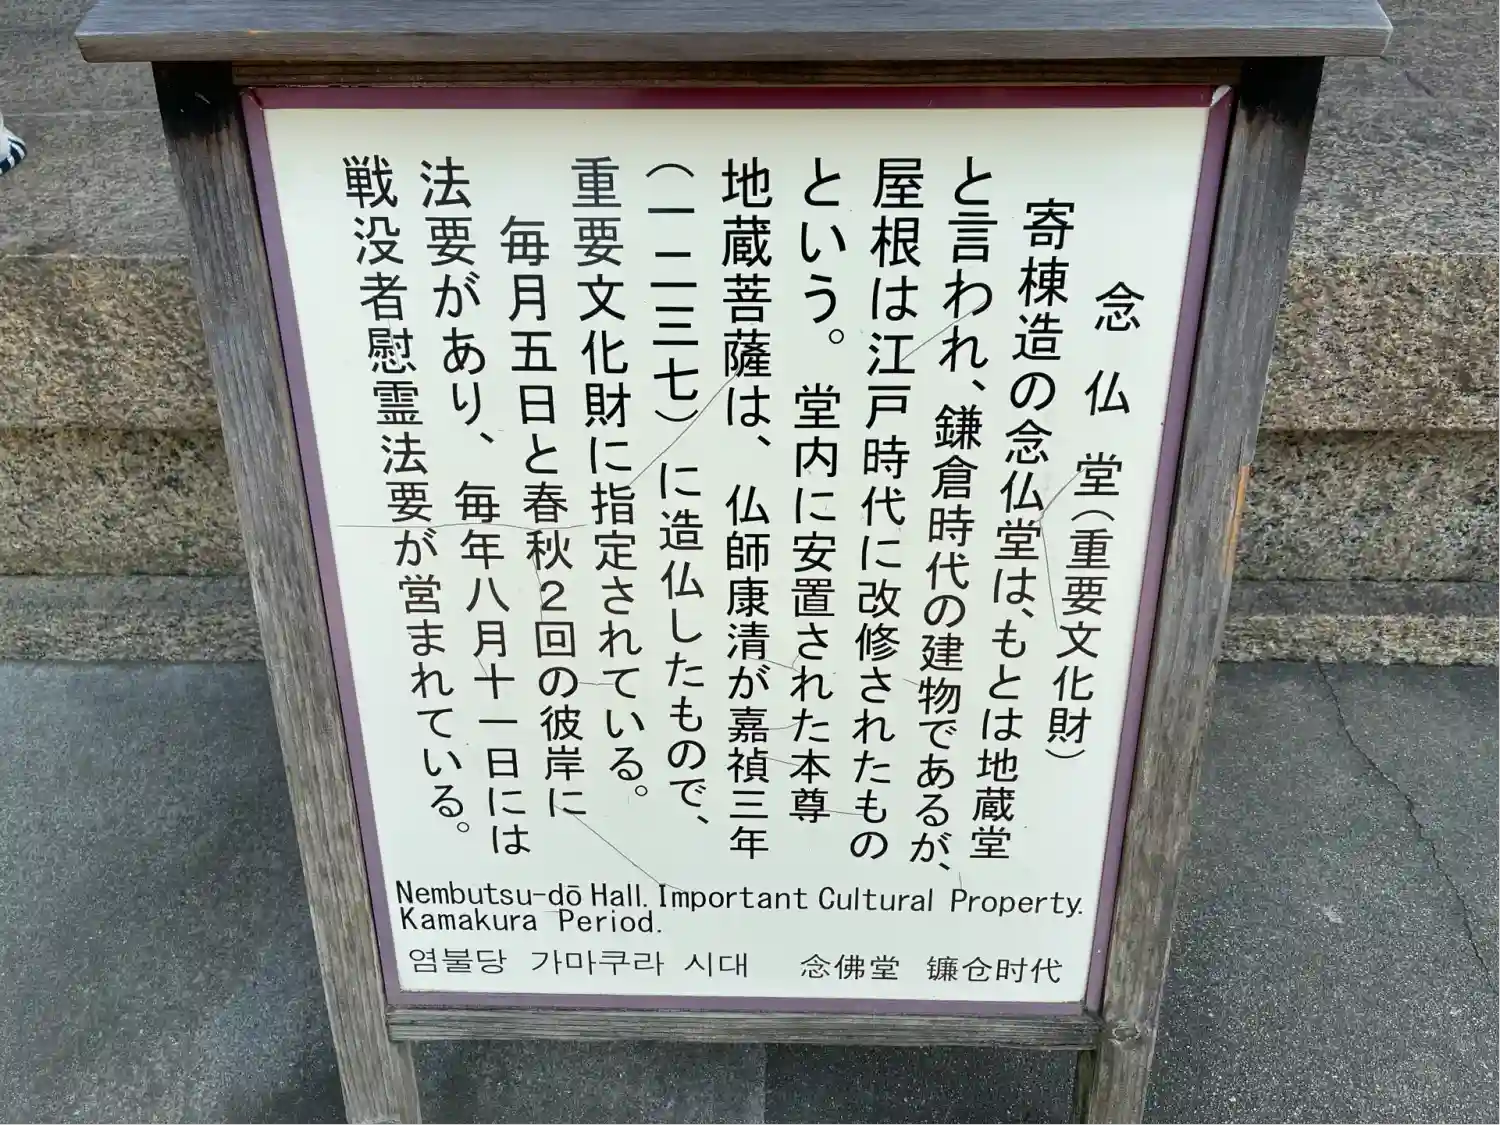 念仏堂（重要文化財）
寄棟造の念仏堂は、もとは地蔵堂
と言われ、鎌倉時代の建物であるが、
屋根は江戸時代に改修されたもの
という。堂内に安置された本尊
地蔵菩薩は、仏師康清が嘉禎三年
（一二三七）に造仏したもので、
重要文化財に指定されている。
毎月五日と春秋２回の彼岸に
法要があり、毎年八月十一日には
戦没者慰霊法要が営まれている。
Nembutsu-dō Hall. Important Cultural Property.
Kamakura Period.
염불당 가마쿠라 시대 念佛堂 镰仓时代